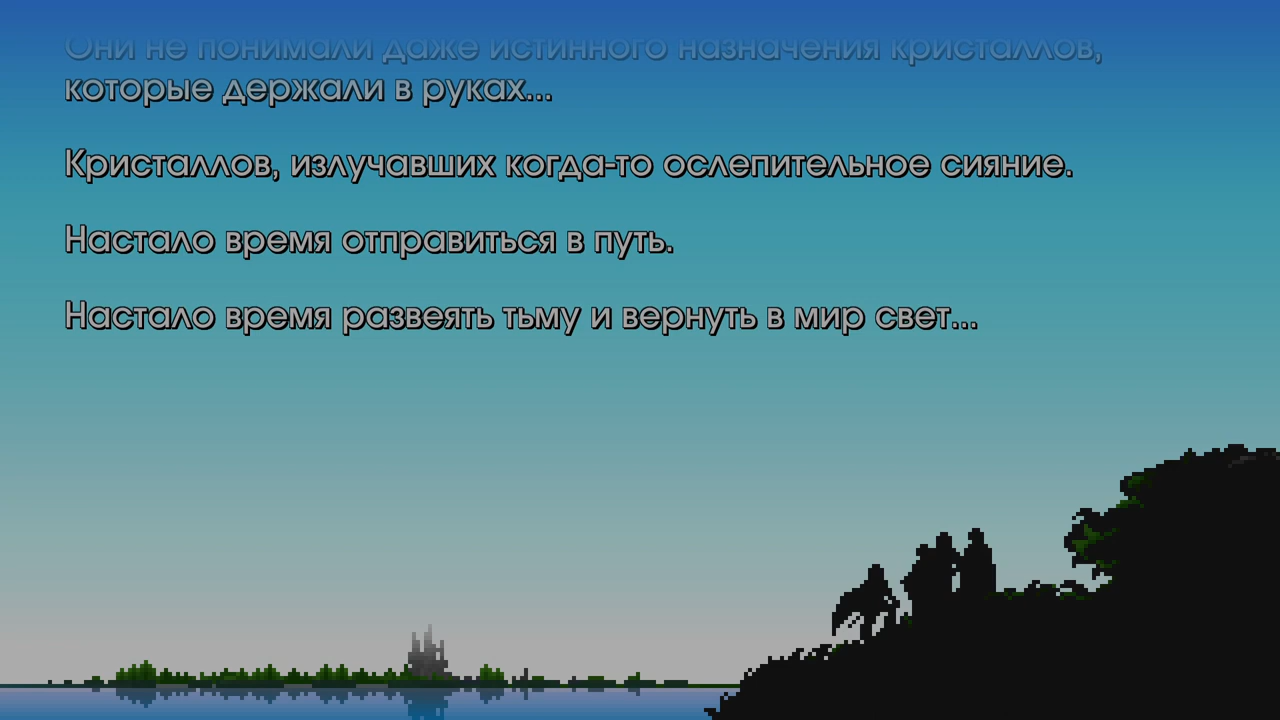 Они не понимали даже истинного назначения кристаллов,
которые держали в руках...
Кристаллов, излучавших когда-то ослепительное сияние.
Настало время отправиться в путь.
Настало время развеять тьму и вернуть в мир свет...